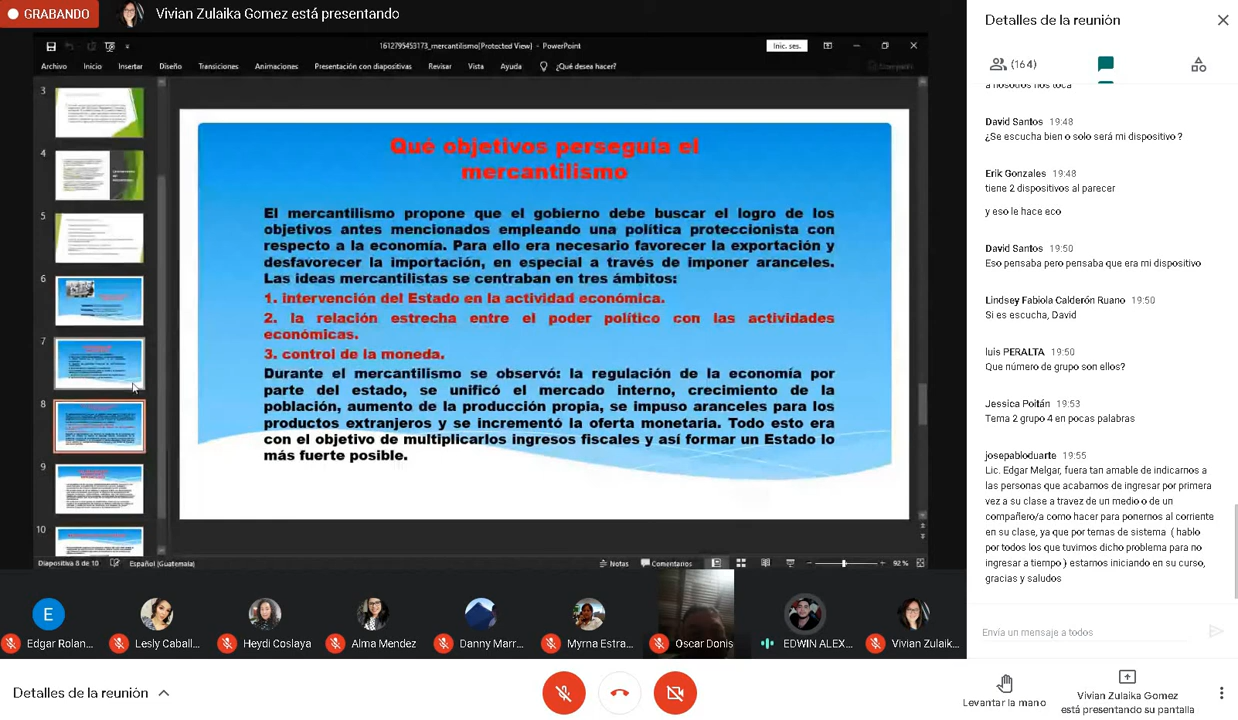 GRABANDO
Vivian Zulaika Gomez está presentando
1612795453173_mercantilismo[Protected View] - PowerPoint
Inic. ses.
Archivo Inicio Insertar Diseño Transiciones Animaciones Presentación con diapositivas Revisar Vista Ayuda ¿Qué desea hacer?
3
4
5
6
7
8
9
10
Qué objetivos perseguía el
mercantilismo
El mercantilismo propone que el gobierno debe buscar el logro de los
objetivos antes mencionados empleando una política proteccionista con
respecto a la economía. Para ello era necesario favorecer la exportación y
desfavorecer la importación, en especial a través de imponer aranceles.
Las ideas mercantilistas se centraban en tres ámbitos:
1. intervención del Estado en la actividad económica.
2. la relación estrecha entre el poder político con las actividades
económicas.
3. control de la moneda.
Durante el mercantilismo se observó: la regulación de la economía por
parte del estado, se unificó el mercado interno, crecimiento de la
población, aumento de la producción propia, se impuso aranceles para los
productos extranjeros y se incrementó la oferta monetaria. Todo esto era
con el objetivo de multiplicarlos ingresos fiscales y así formar un Estado lo
más fuerte posible.
Diapositiva 8 de 10 Español (Guatemala) Notas Comentarios 92 %
E
Edgar Rolan... Lesly Caball... Heydi Coslaya Alma Mendez Danny Marr... Myrna Estra... Oscar Donis EDWIN ALEX... Vivian Zulaik...
Detalles de la reunión
Levantar la mano
Vivian Zulaika Gomez
está presentando su pantalla
Detalles de la reunión
(164)
a nosotros nos toca
David Santos 19:48
¿Se escucha bien o solo será mi dispositivo ?
Erik Gonzales 19:48
tiene 2 dispositivos al parecer
y eso le hace eco
David Santos 19:50
Eso pensaba pero pensaba que era mi dispositivo
Lindsey Fabiola Calderón Ruano 19:50
Si es escucha, David
luis PERALTA 19:50
Que número de grupo son ellos?
Jessica Poitán 19:53
Tema 2 grupo 4 en pocas palabras
josepabloduarte 19:55
Lic. Edgar Melgar, fuera tan amable de indicarnos a
las personas que acabamos de ingresar por primera
vez a su clase a travez de un medio o de un
compañero/a como hacer para ponernos al corriente
en su clase, ya que por temas de sistema ( hablo
por todos los que tuvimos dicho problema para no
ingresar a tiempo ) estamos iniciando en su curso,
gracias y saludos
Envía un mensaje a todos